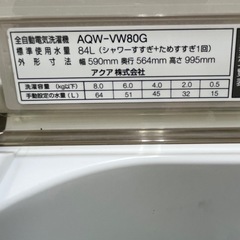 全自動電気洗濯機 AQW-VW80G
標準使用水量 84L(シャワーすすぎ+ためすすぎ1回)
外形寸法 幅590mm奥行564mm高さ995mm
アクア株式会社
洗濯容量(kg以下) 8.0 6.0 4.0 2.0 0.5
手動設定の水量(L) 64 51 45 32 15